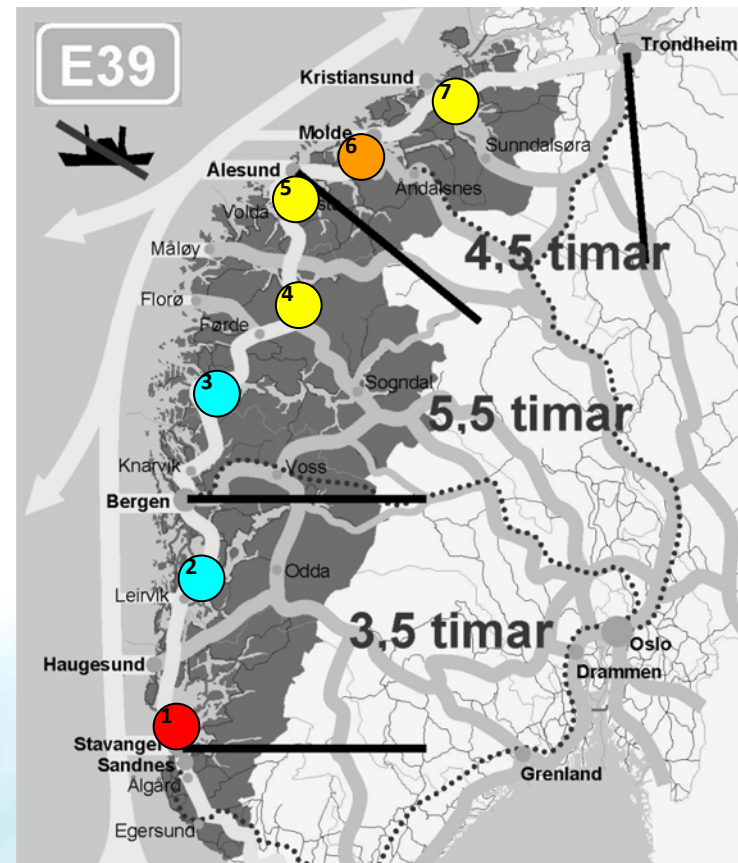 E39
Trondheim
Kristiansund
7
Molde
6
Sunndalsøra
Ålesund
Åndalsnes
5
Volda
4,5 timar
Måløy
4
Florø
Førde
3
Sogndal
5,5 timar
Knarvik
Voss
Bergen
2
Odda
Leirvik
3,5 timar
Oslo
Haugesund
Drammen
1
Stavanger
Sandnes
Ålgård
Grenland
Egersund